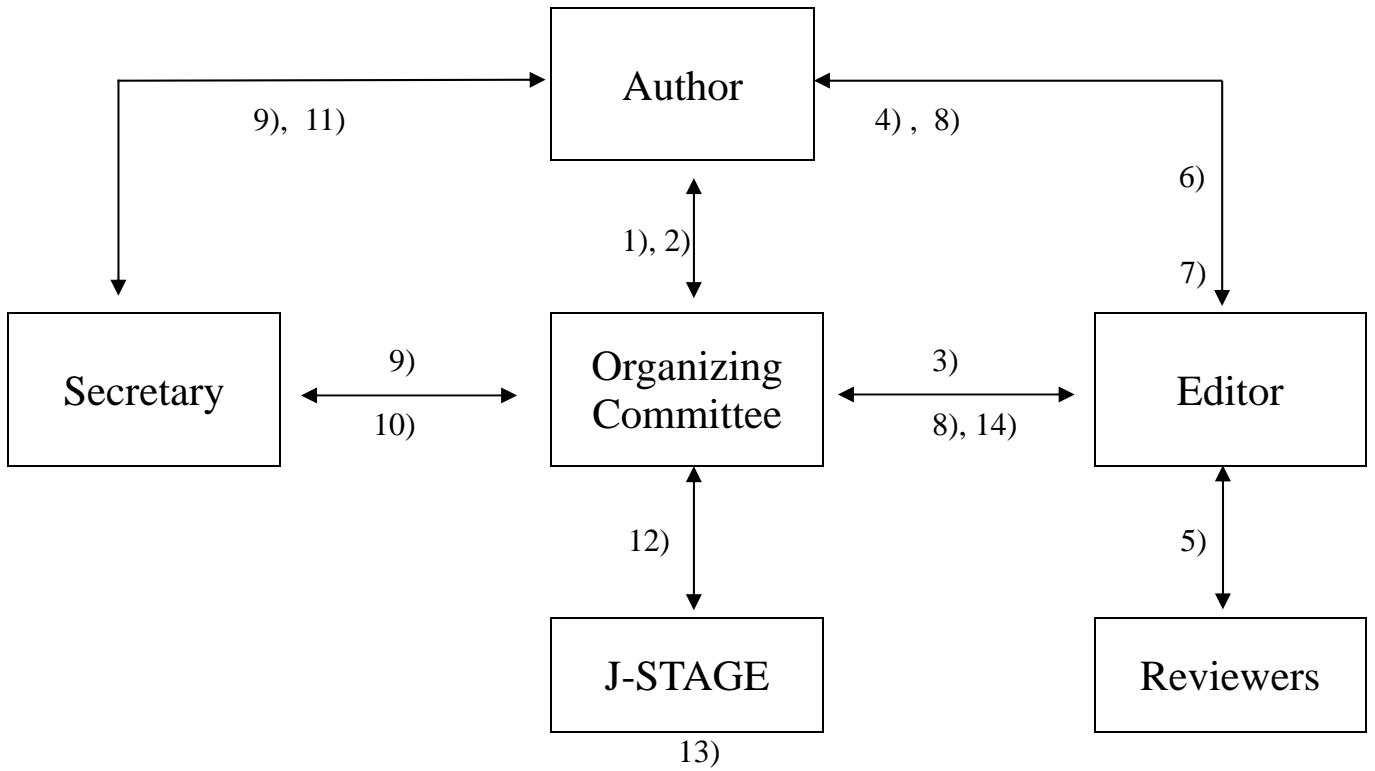 Author
9), 11)
4) , 8)
6)
1), 2)
7)
Secretary
9)
10)
Organizing
Committee
3)
8), 14)
Editor
12)
5)
J-STAGE
Reviewers
13)